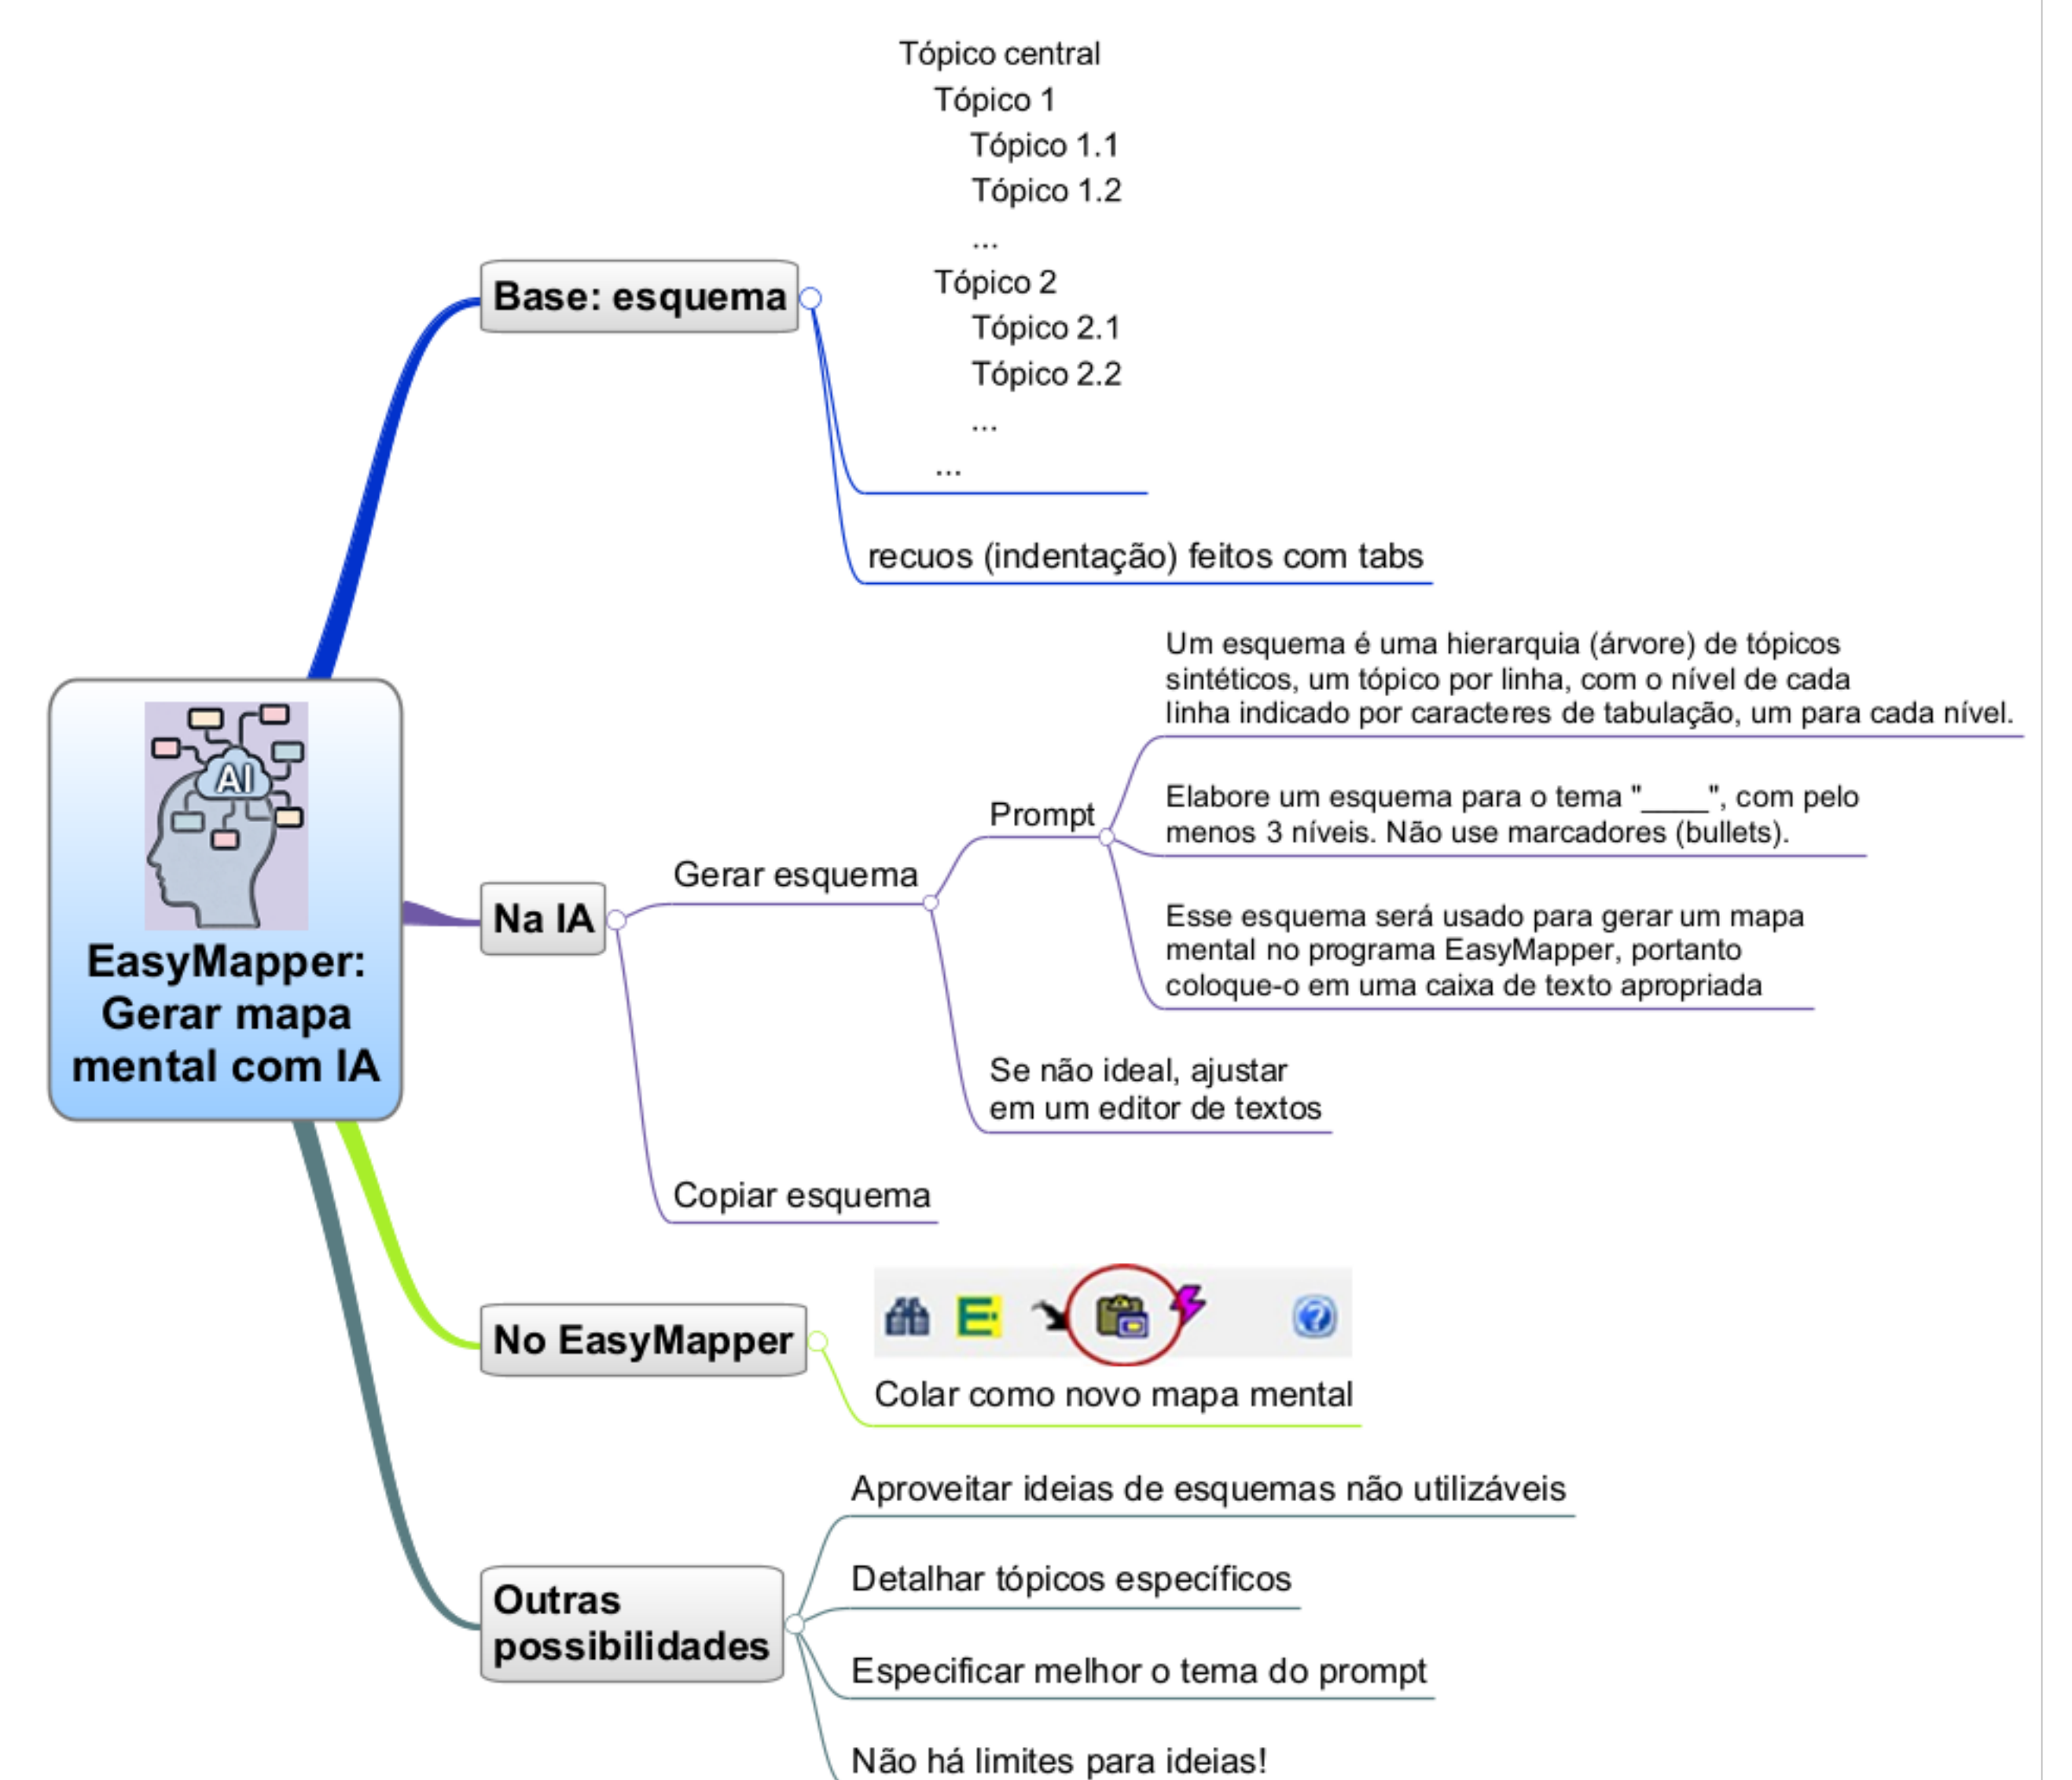 Tópico central
Tópico 1
Tópico 1.1
Tópico 1.2
...
Tópico 2
Tópico 2.1
Tópico 2.2
...
...
Base: esquema
recuos (indentação) feitos com tabs
AI
EasyMapper:
Gerar mapa
mental com IA
Na IA
Gerar esquema
Prompt
Um esquema é uma hierarquia (árvore) de tópicos
sintéticos, um tópico por linha, com o nível de cada
linha indicado por caracteres de tabulação, um para cada nível.
Elabore um esquema para o tema "____", com pelo
menos 3 níveis. Não use marcadores (bullets).
Esse esquema será usado para gerar um mapa
mental no programa EasyMapper, portanto
coloque-o em uma caixa de texto apropriada
Se não ideal, ajustar
em um editor de textos
Copiar esquema
No EasyMapper
Colar como novo mapa mental
Outras
possibilidades
Aproveitar ideias de esquemas não utilizáveis
Detalhar tópicos específicos
Especificar melhor o tema do prompt
Não há limites para ideias!